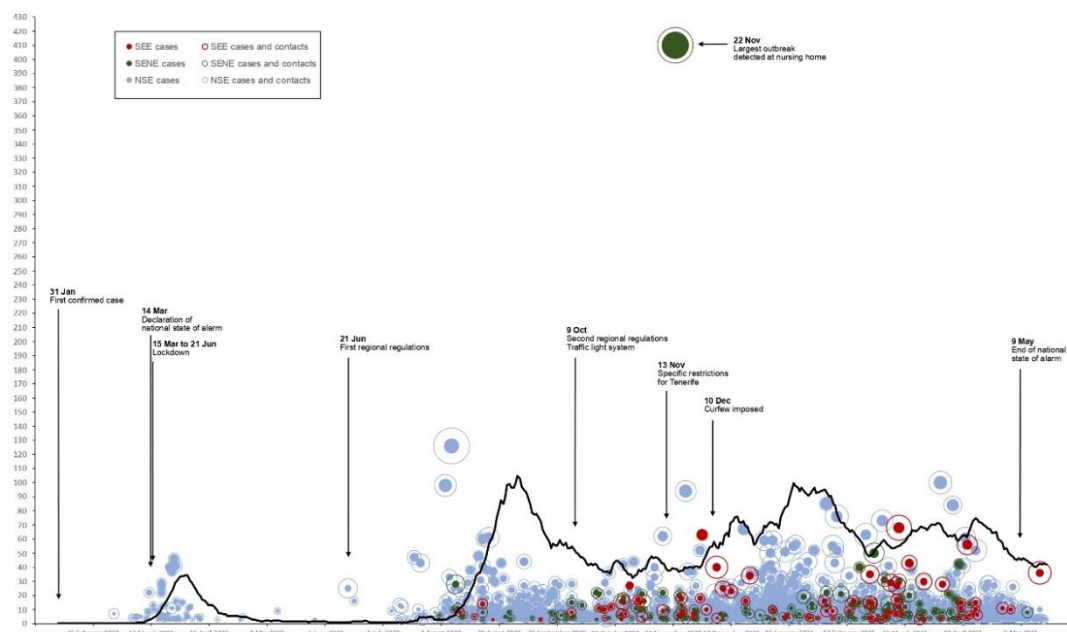 430
420
410
400
390
380
370
360
350
340
330
320
310
300
290
280
270
260
250
240
230
220
210
200
190
180
170
160
150
140
130
120
110
100
90
80
70
60
50
40
30
20
10
0
SEE cases
SEE cases and contacts
SENE cases
SENE cases and contacts
NSE cases
NSE cases and contacts
22 Nov
Largest outbreak
detected at nursing home
31 Jan
First confirmed case
14 Mar
Declaration of
national state of alarm
15 Mar to 21 Jun
Lockdown
21 Jun
First regional regulations
9 Oct
Second regional regulations
Traffic light system
13 Nov
Specific restrictions
for Tenerife
10 Dec
Curfew imposed
9 May
End of national
state of alarm